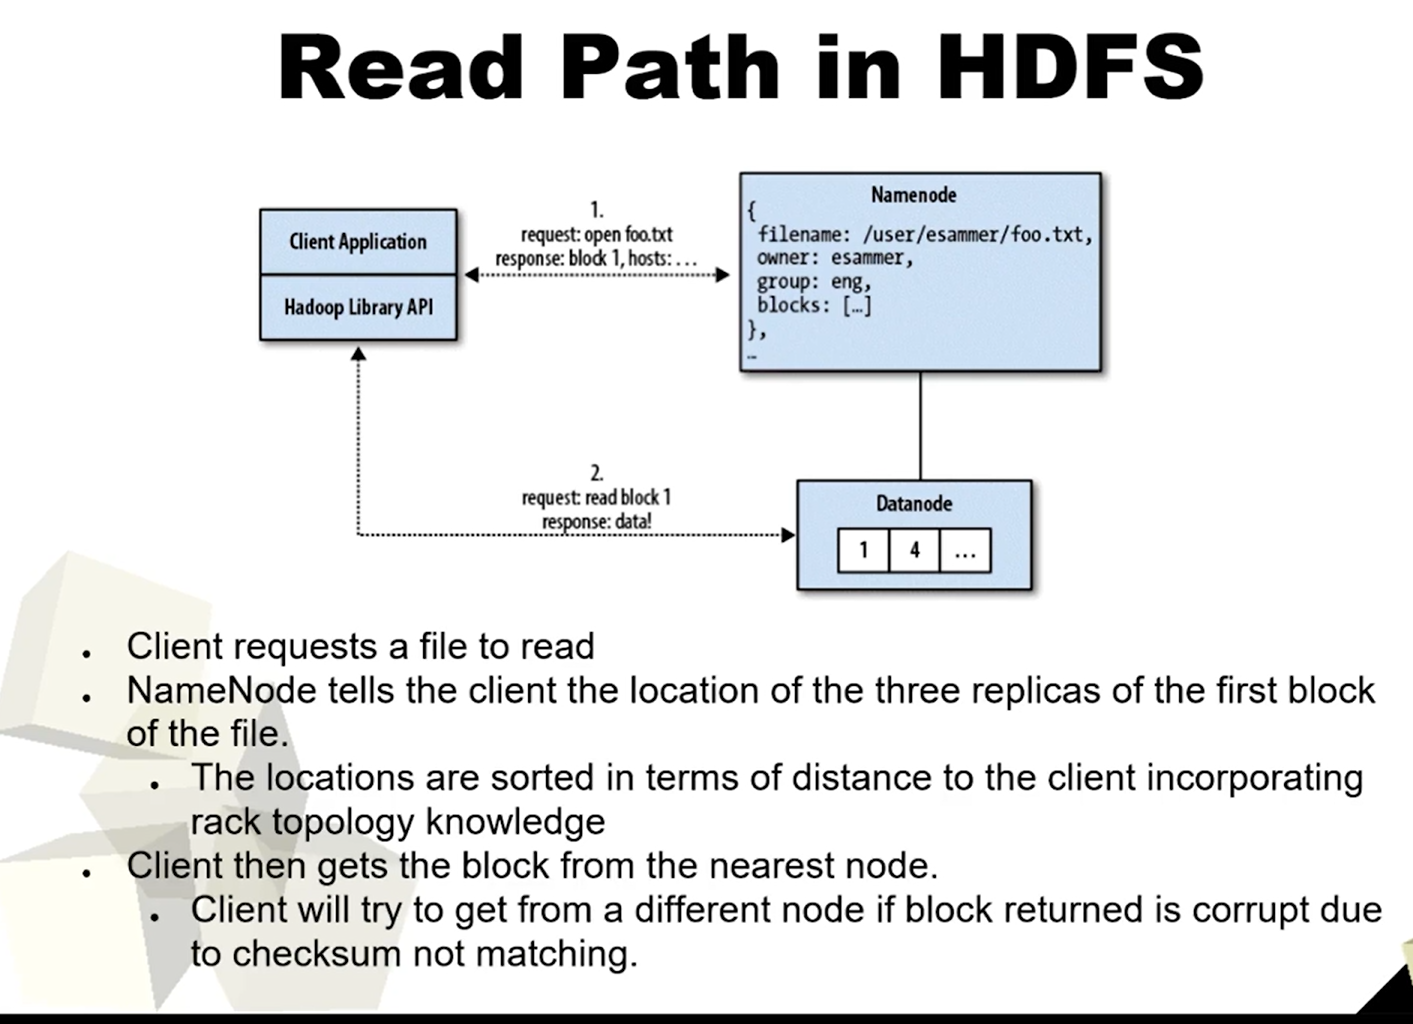 Read Path in HDFS
Client Application
Hadoop Library API
1.
request: open foo.txt
response: block 1, hosts: ...
Namenode
{
filename: /user/esammer/foo.txt,
owner: esammer,
group: eng,
blocks: […]
},
…
2.
request: read block 1
response: data!
Datanode
1 4 ...
• Client requests a file to read
• NameNode tells the client the location of the three replicas of the first block
of the file.
• The locations are sorted in terms of distance to the client incorporating
rack topology knowledge
• Client then gets the block from the nearest node.
• Client will try to get from a different node if block returned is corrupt due
to checksum not matching.